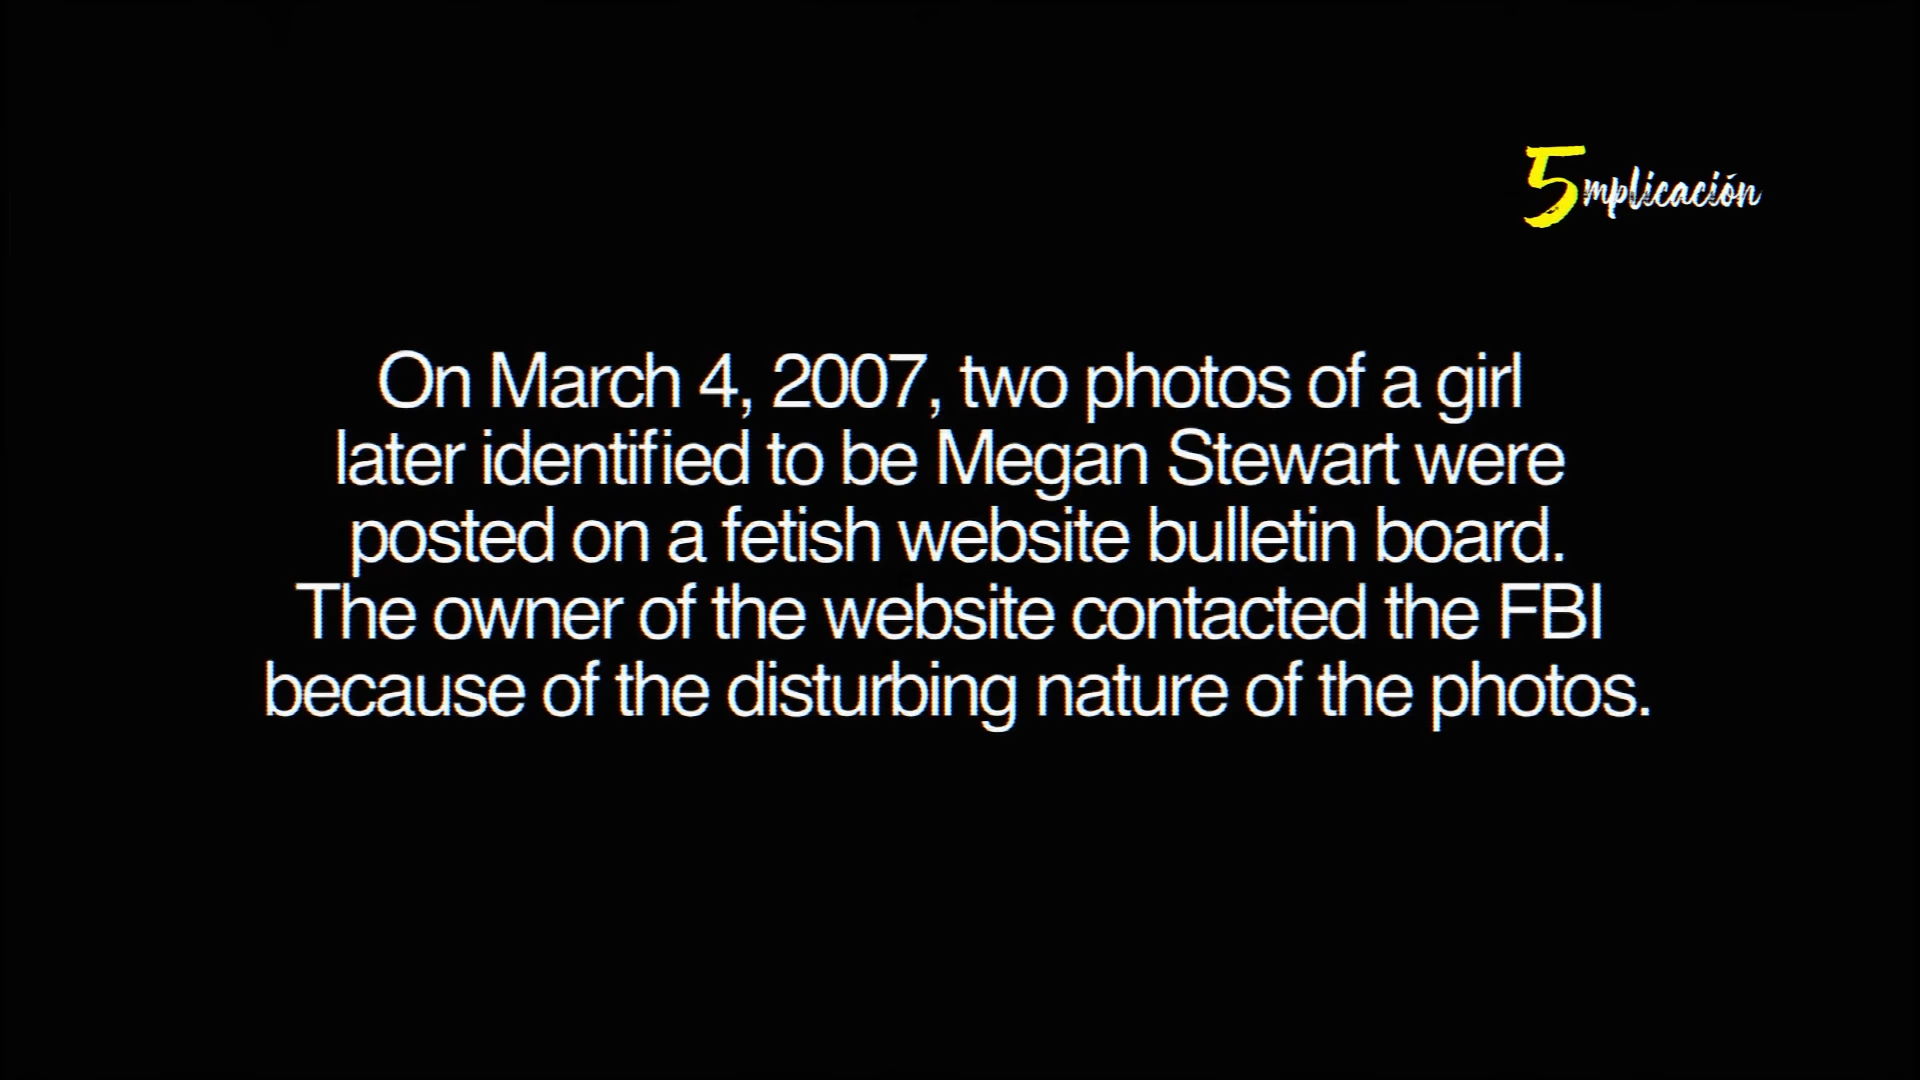 5mplicación
On March 4, 2007, two photos of a girl
later identified to be Megan Stewart were
posted on a fetish website bulletin board.
The owner of the website contacted the FBI
because of the disturbing nature of the photos.